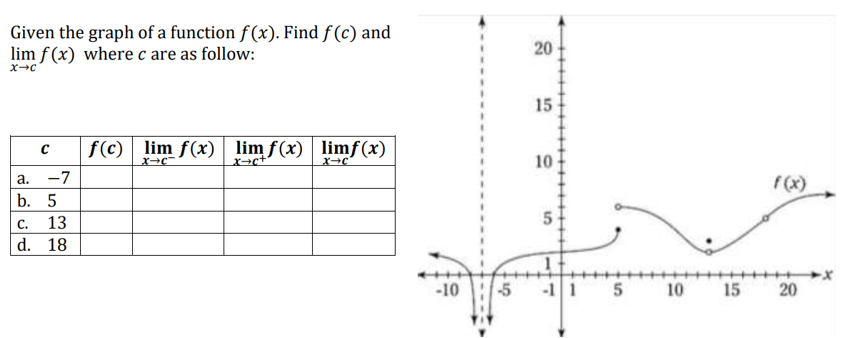 Given the graph of a function f(x). Find f(c) and
lim f(x) where c are as follow:
x→c
c f(c) lim f(x) lim f(x) limf(x)
x→c⁻ x→c⁺ x→c
a. −7
b. 5
c. 13
d. 18
20
15
10
f(x)
5
1
-10 -5 -1 1 5 10 15 20 x